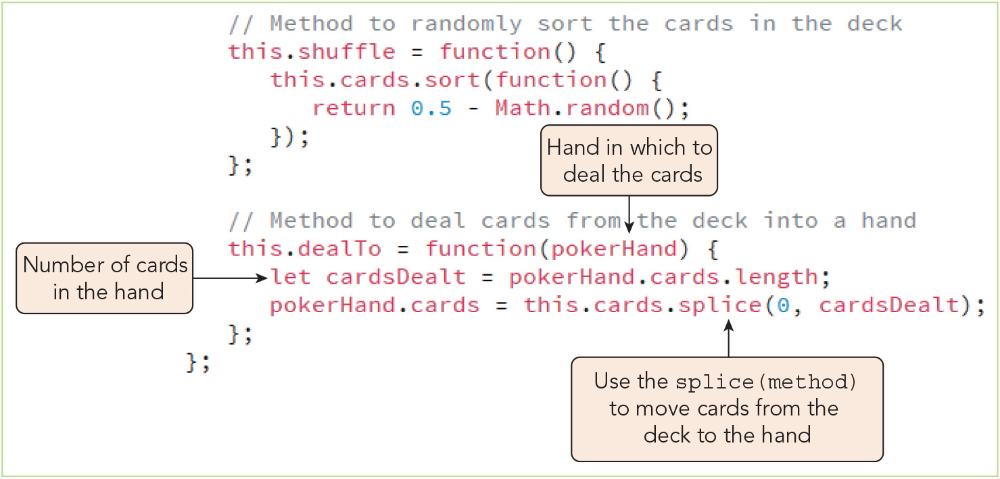 // Method to randomly sort the cards in the deck
this.shuffle = function() {
this.cards.sort(function() {
return 0.5 - Math.random();
});
};
Hand in which to
deal the cards
// Method to deal cards from the deck into a hand
this.dealTo = function(pokerHand) {
Number of cards
in the hand
let cardsDealt = pokerHand.cards.length;
pokerHand.cards = this.cards.splice(0, cardsDealt);
};
};
Use the splice(method)
to move cards from the
deck to the hand